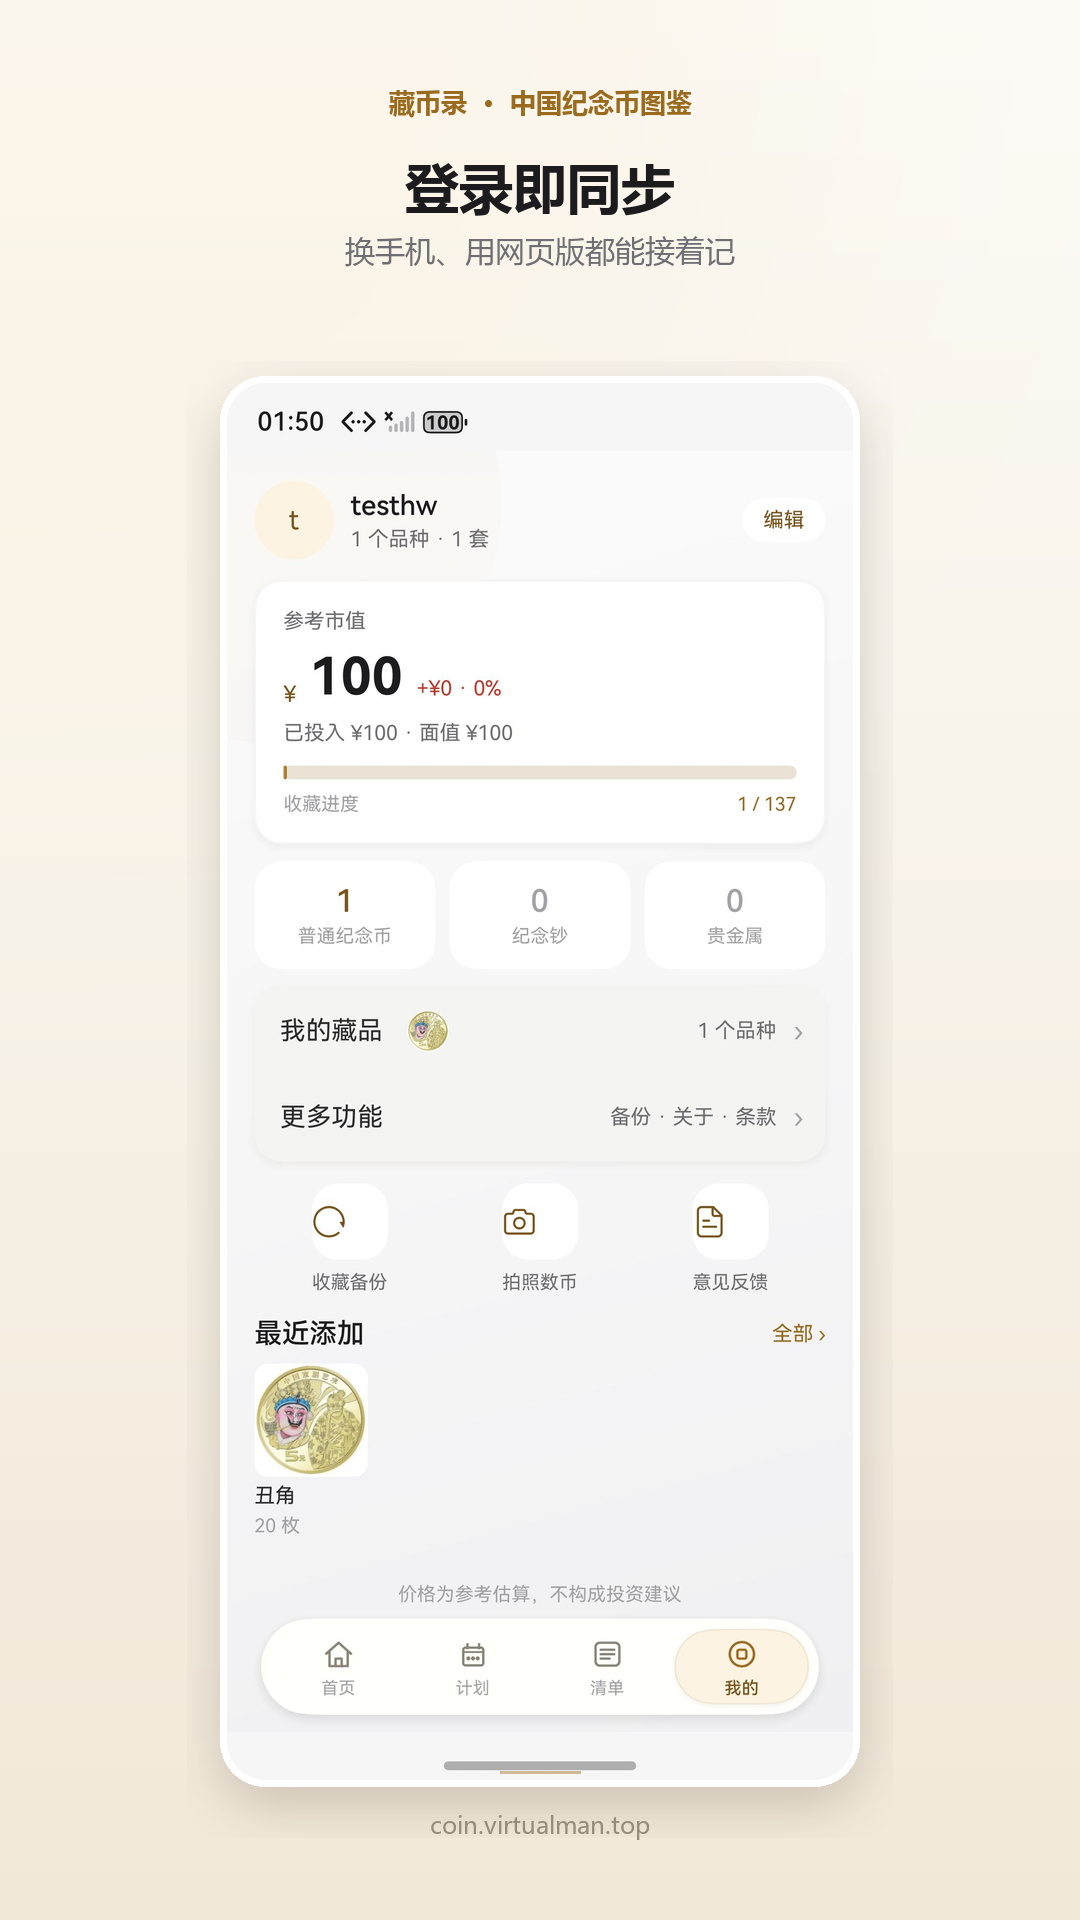 藏币录 · 中国纪念币图鉴
登录即同步
换手机、用网页版都能接着记
01:50 100
t
testhw
1 个品种 · 1 套
编辑
参考市值
¥ 100 +¥0 · 0%
已投入 ¥100 · 面值 ¥100
收藏进度 1 / 137
1 0 0
普通纪念币 纪念钞 贵金属
我的藏品 1 个品种 ›
更多功能 备份 · 关于 · 条款 ›
收藏备份 拍照数币 意见反馈
最近添加 全部 ›
5元
丑角
20 枚
价格为参考估算，不构成投资建议
首页 计划 清单 我的
coin.virtualman.top